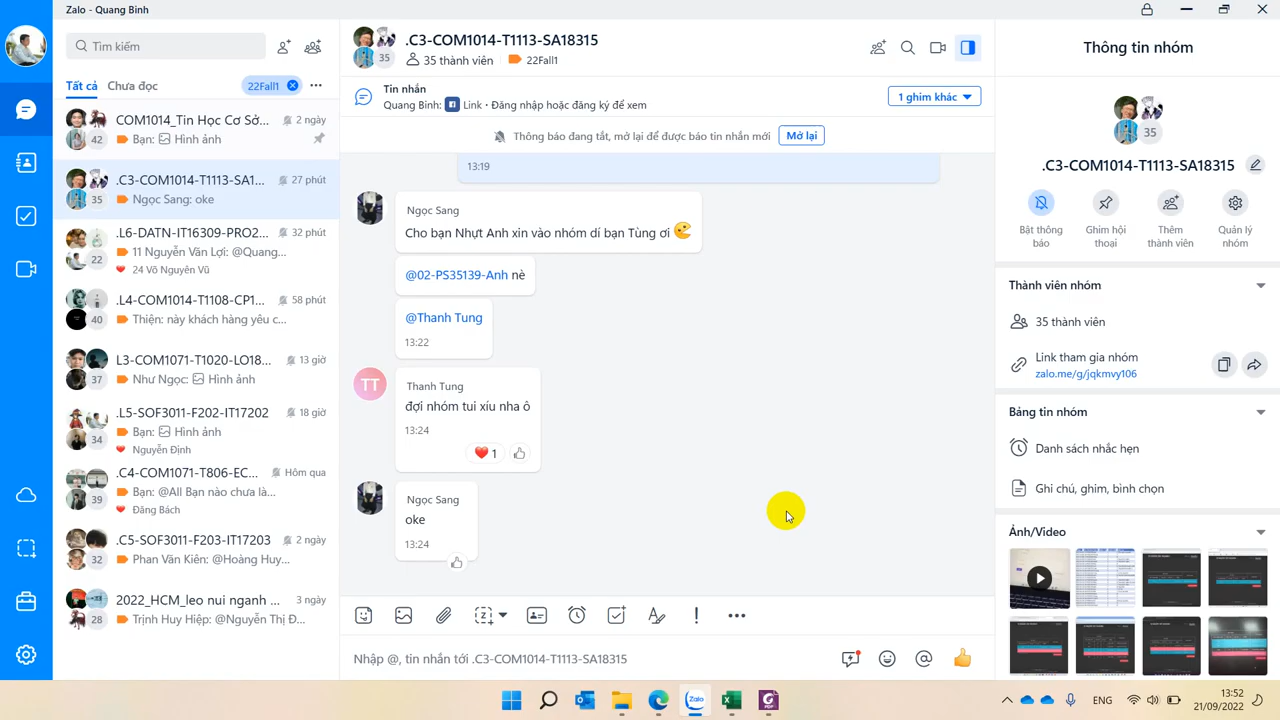 Zalo - Quang Binh
Tìm kiếm
Tất cả
Chưa đọc
22Fall1
COM1014_Tin Học Cơ Sở...
2 ngày
Bạn: Hình ảnh
42
.C3-COM1014-T1113-SA1...
27 phút
Ngọc Sang: oke
35
.L6-DATN-IT16309-PRO2...
32 phút
11 Nguyễn Văn Lợi: @Quang...
22
24 Võ Nguyên Vũ
.L4-COM1014-T1108-CP1...
58 phút
Thiện: này khách hàng yêu c...
40
L3-COM1071-T1020-LO18...
13 giờ
Như Ngọc: Hình ảnh
37
.L5-SOF3011-F202-IT17202
18 giờ
Bạn: Hình ảnh
34
Nguyễn Định
.C4-COM1071-T806-EC...
Hôm qua
Bạn: @All Bạn nào chưa là...
39
Đăng Bách
.C5-SOF3011-F203-IT17203
2 ngày
Phan Văn Kiên: @Hoàng Huy...
32
2022_HCM_leo nui nganh ...
3 ngày
Trịnh Huy Hiệp: @Nguyễn Thị Đ...
28
.C3-COM1014-T1113-SA18315
35
35 thành viên
22Fall1
Tin nhắn
Quang Binh: Link • Đăng nhập hoặc đăng ký để xem
1 ghim khác
Thông báo đang tắt, mở lại để được báo tin nhắn mới
Mở lại
13:19
Ngọc Sang
Cho bạn Nhựt Anh xin vào nhóm dí bạn Tùng ơi
@02-PS35139-Anh nè
@Thanh Tung
13:22
TT
Thanh Tung
đợi nhóm tui xíu nha ô
13:24
1
Ngọc Sang
oke
13:24
Nhập @, tin nhắn tới .C3-COM1014-T1113-SA18315
Thông tin nhóm
35
.C3-COM1014-T1113-SA18315
Bật thông báo
Ghim hội thoại
Thêm thành viên
Quản lý nhóm
Thành viên nhóm
35 thành viên
Link tham gia nhóm
zalo.me/g/jqkmvy106
Bảng tin nhóm
Danh sách nhắc hẹn
Ghi chú, ghim, bình chọn
Ảnh/Video
Zalo
ENG
13:52
21/09/2022